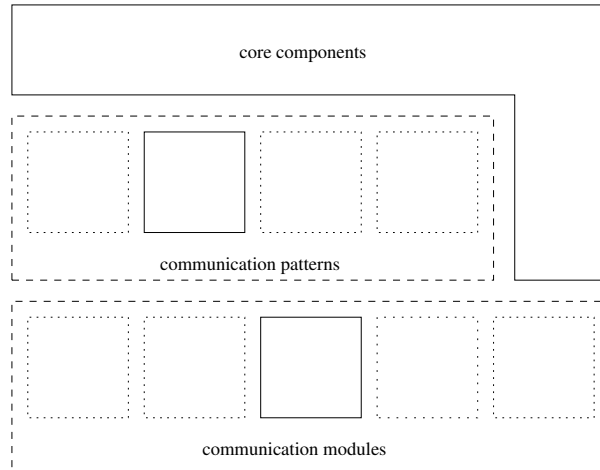 core components
communication patterns
communication modules